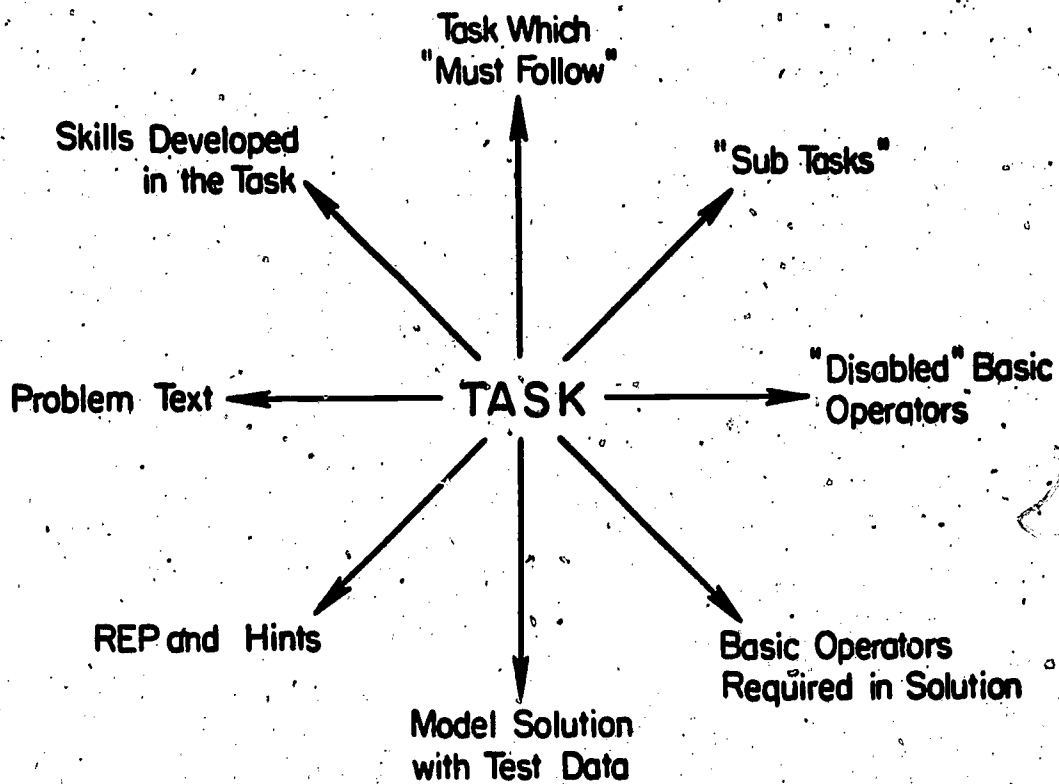 Task Which
"Must Follow"
Skills Developed
in the Task
"Sub Tasks"
Problem Text
TASK
"Disabled" Basic
Operators
REP and Hints
Basic Operators
Required in Solution
Model Solution
with Test Data